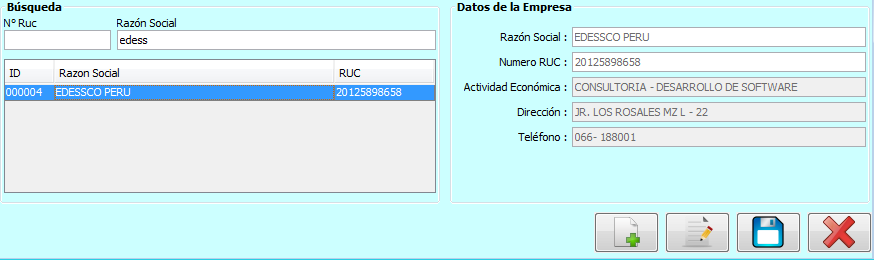 Búsqueda
Nº Ruc Razón Social
edess
ID Razon Social RUC
000004 EDESSCO PERU 20125898658
Datos de la Empresa
Razón Social : EDESSCO PERU
Numero RUC : 20125898658
Actividad Económica : CONSULTORIA - DESARROLLO DE SOFTWARE
Dirección : JR. LOS ROSALES MZ L - 22
Teléfono : 066- 188001